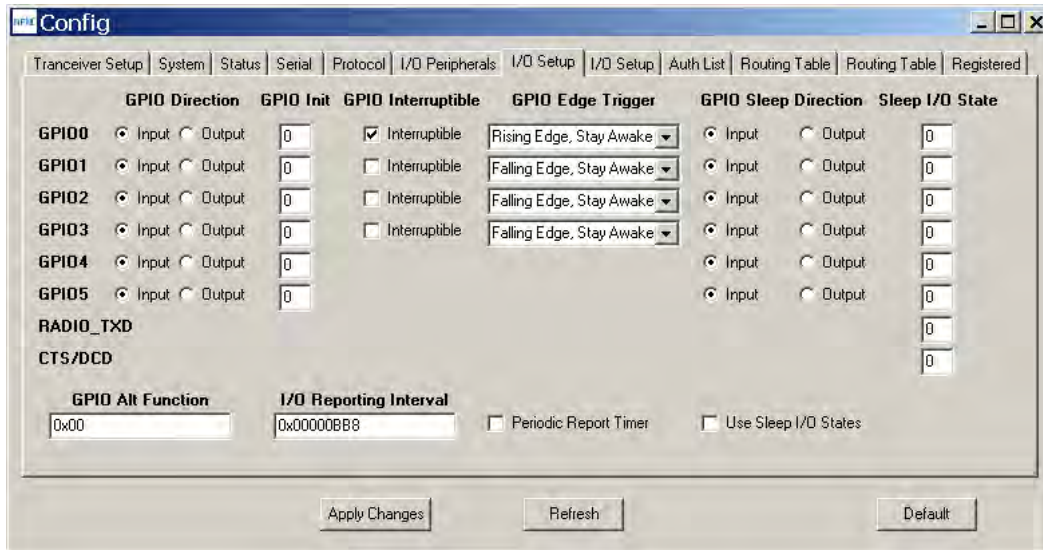 Config
Tranceiver Setup System Status Serial Protocol I/O Peripherals I/O Setup I/O Setup Auth List Routing Table Routing Table Registered
GPIO Direction GPIO Init GPIO Interruptible GPIO Edge Trigger GPIO Sleep Direction Sleep I/O State
GPIO0 Input Output 0 Interruptible Rising Edge, Stay Awake Input Output 0
GPIO1 Input Output 0 Interruptible Falling Edge, Stay Awake Input Output 0
GPIO2 Input Output 0 Interruptible Falling Edge, Stay Awake Input Output 0
GPIO3 Input Output 0 Interruptible Falling Edge, Stay Awake Input Output 0
GPIO4 Input Output 0 Input Output 0
GPIO5 Input Output 0 Input Output 0
RADIO_TXD 0
CTS/DCD 0
GPIO Alt Function I/O Reporting Interval
0x00 0x00000BB8 Periodic Report Timer Use Sleep I/O States
Apply Changes Refresh Default